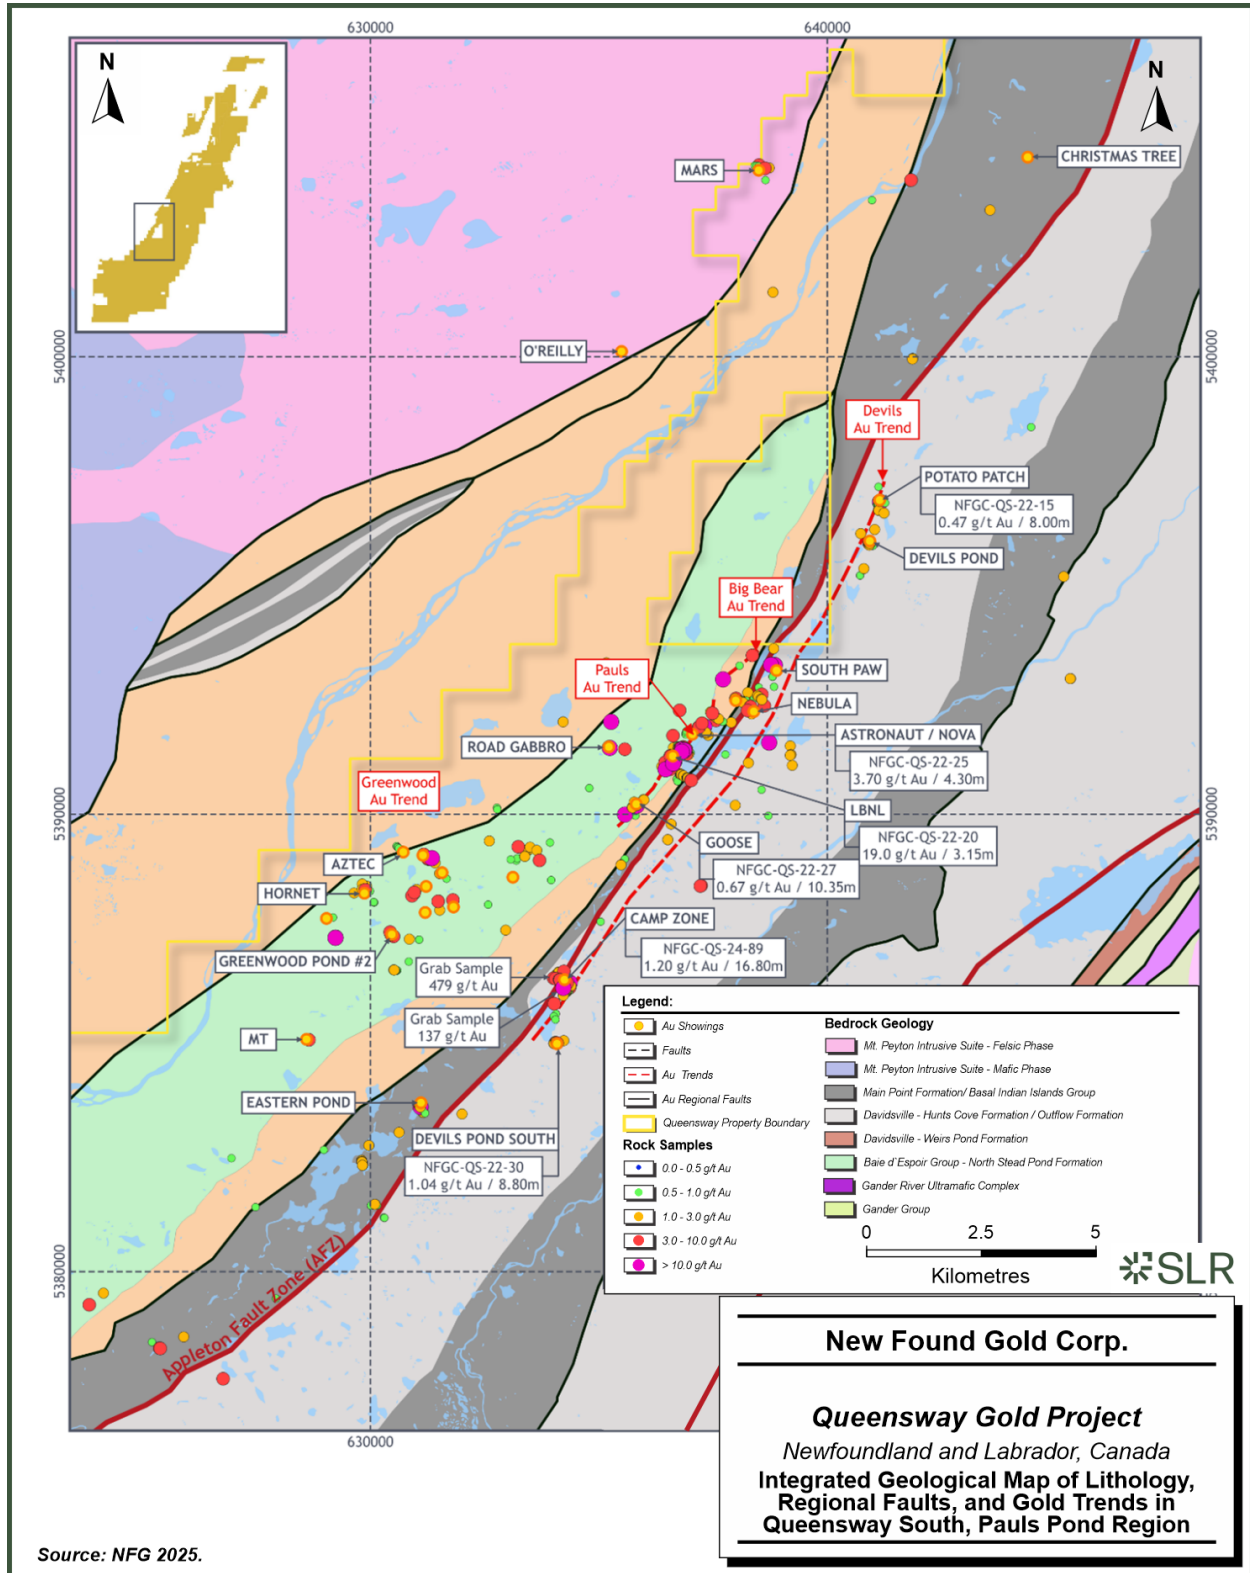 630000
640000
N
N
MARS
CHRISTMAS TREE
O'REILLY
5400000
5400000
Devils
Au Trend
POTATO PATCH
NFGC-QS-22-15
0.47 g/t Au / 8.00m
DEVILS POND
Big Bear
Au Trend
Pauls
Au Trend
SOUTH PAW
NEBULA
ROAD GABBRO
ASTRONAUT / NOVA
NFGC-QS-22-25
3.70 g/t Au / 4.30m
Greenwood
Au Trend
LBNL
NFGC-QS-22-20
19.0 g/t Au / 3.15m
5390000
5390000
GOOSE
NFGC-QS-22-27
0.67 g/t Au / 10.35m
AZTEC
HORNET
CAMP ZONE
NFGC-QS-24-89
1.20 g/t Au / 16.80m
GREENWOOD POND #2
Grab Sample
479 g/t Au
Grab Sample
137 g/t Au
MT
EASTERN POND
DEVILS POND SOUTH
NFGC-QS-22-30
1.04 g/t Au / 8.80m
5380000
Appleton Fault Zone (AFZ)
630000
Legend:
Au Showings
Faults
Au Trends
Au Regional Faults
Queensway Property Boundary
Rock Samples
0.0 - 0.5 g/t Au
0.5 - 1.0 g/t Au
1.0 - 3.0 g/t Au
3.0 - 10.0 g/t Au
> 10.0 g/t Au
Bedrock Geology
Mt. Peyton Intrusive Suite - Felsic Phase
Mt. Peyton Intrusive Suite - Mafic Phase
Main Point Formation/ Basal Indian Islands Group
Davidsville - Hunts Cove Formation / Outflow Formation
Davidsville - Weirs Pond Formation
Baie d`Espoir Group - North Stead Pond Formation
Gander River Ultramafic Complex
Gander Group
0 2.5 5
Kilometres
SLR
New Found Gold Corp.
Queensway Gold Project
Newfoundland and Labrador, Canada
Integrated Geological Map of Lithology,
Regional Faults, and Gold Trends in
Queensway South, Pauls Pond Region
Source: NFG 2025.